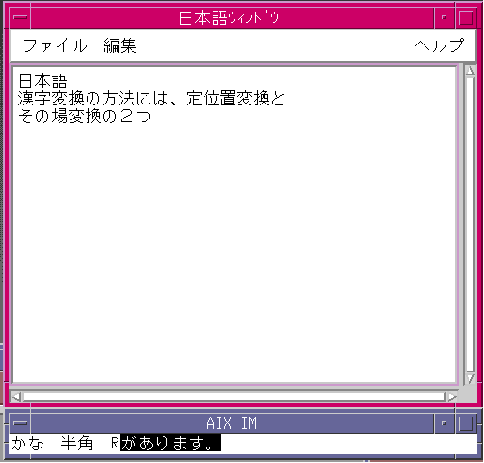 日本語ｳｨﾝﾄﾞｳ
ファイル 編集 ヘルプ
日本語
漢字変換の方法には、定位置変換と
その場変換の２つ
AIX IM
かな 半角 Rがあります。